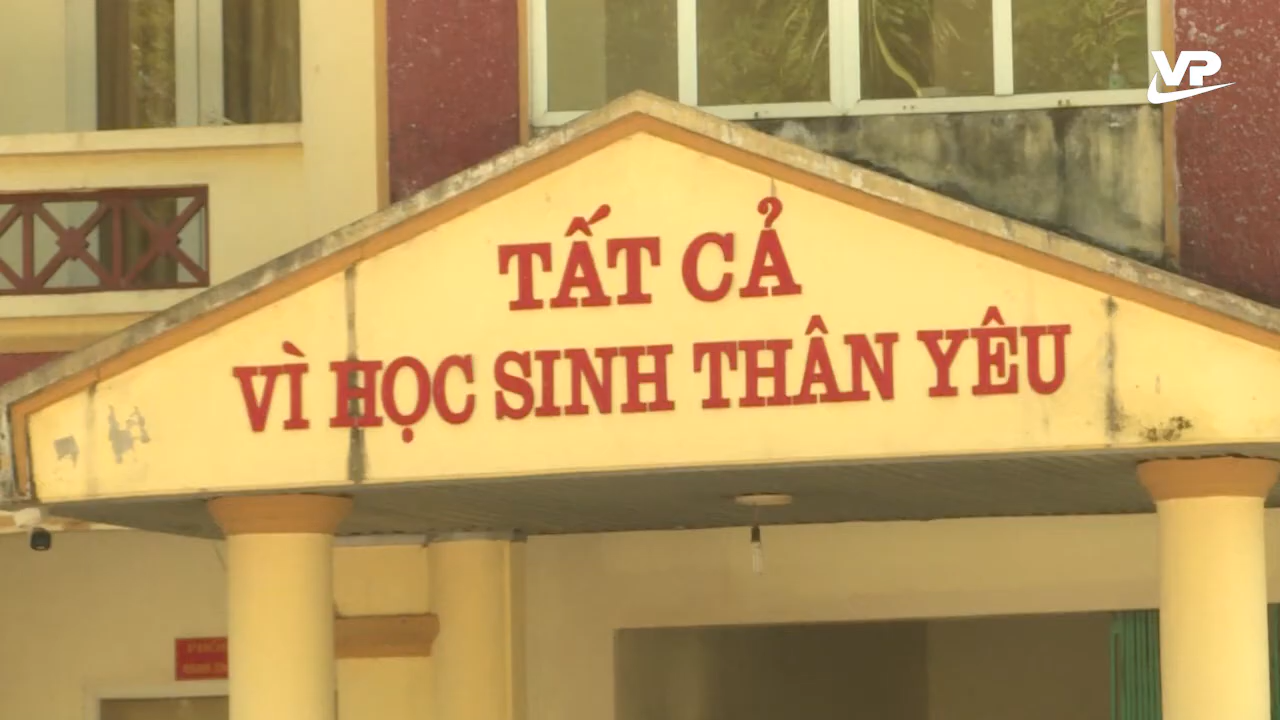 VP
TẤT CẢ
VÌ HỌC SINH THÂN YÊU